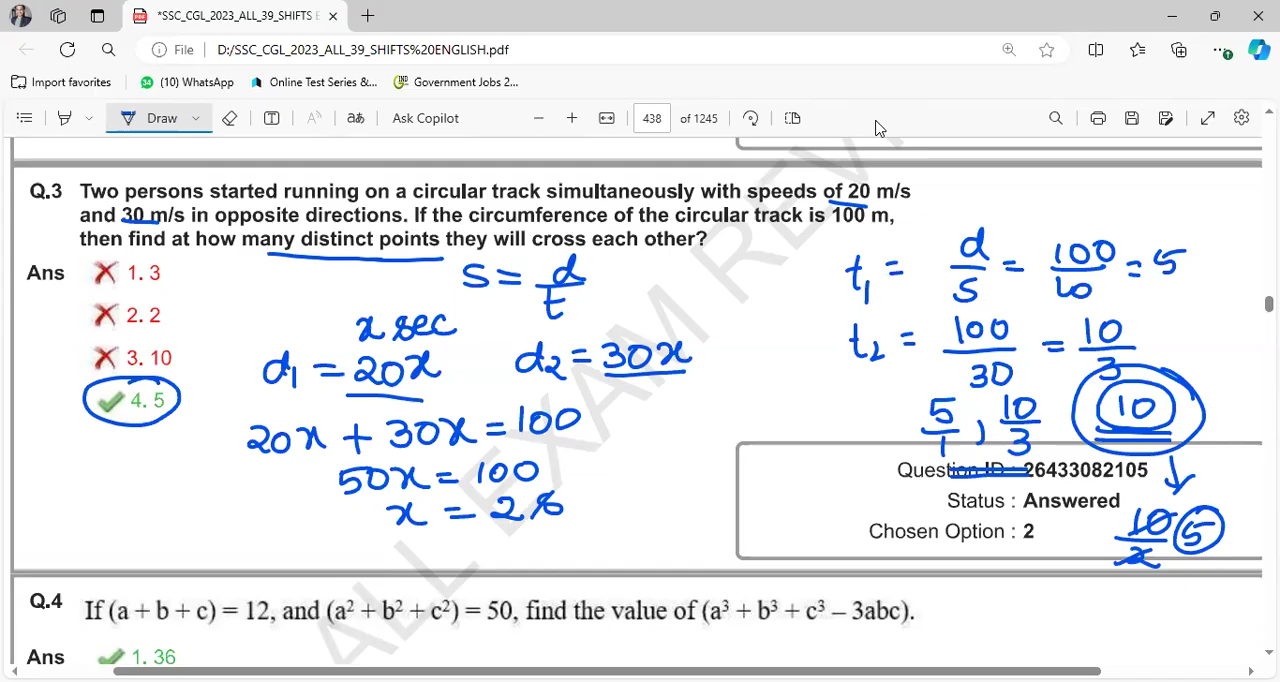 *SSC_CGL_2023_ALL_39_SHIFTS E
File D:/SSC_CGL_2023_ALL_39_SHIFTS%20ENGLISH.pdf
Import favorites 34 (10) WhatsApp Online Test Series &... Government Jobs 2...
Draw Ask Copilot 438 of 1245
Q.3 Two persons started running on a circular track simultaneously with speeds of 20 m/s
and 30 m/s in opposite directions. If the circumference of the circular track is 100 m,
then find at how many distinct points they will cross each other?
Ans 1. 3
2. 2
3. 10
4. 5
s = d/t
x sec
d1 = 20x d2 = 30x
20x + 30x = 100
50x = 100
x = 2s
t1 = d/s = 100/10 = 5
t2 = 100/30 = 10/3
5/1 , 10/3 10
10/2 5
Question ID : 26433082105
Status : Answered
Chosen Option : 2
Q.4 If (a + b + c) = 12, and (a² + b² + c²) = 50, find the value of (a³ + b³ + c³ – 3abc).
Ans 1. 36
ALL EXAM REV